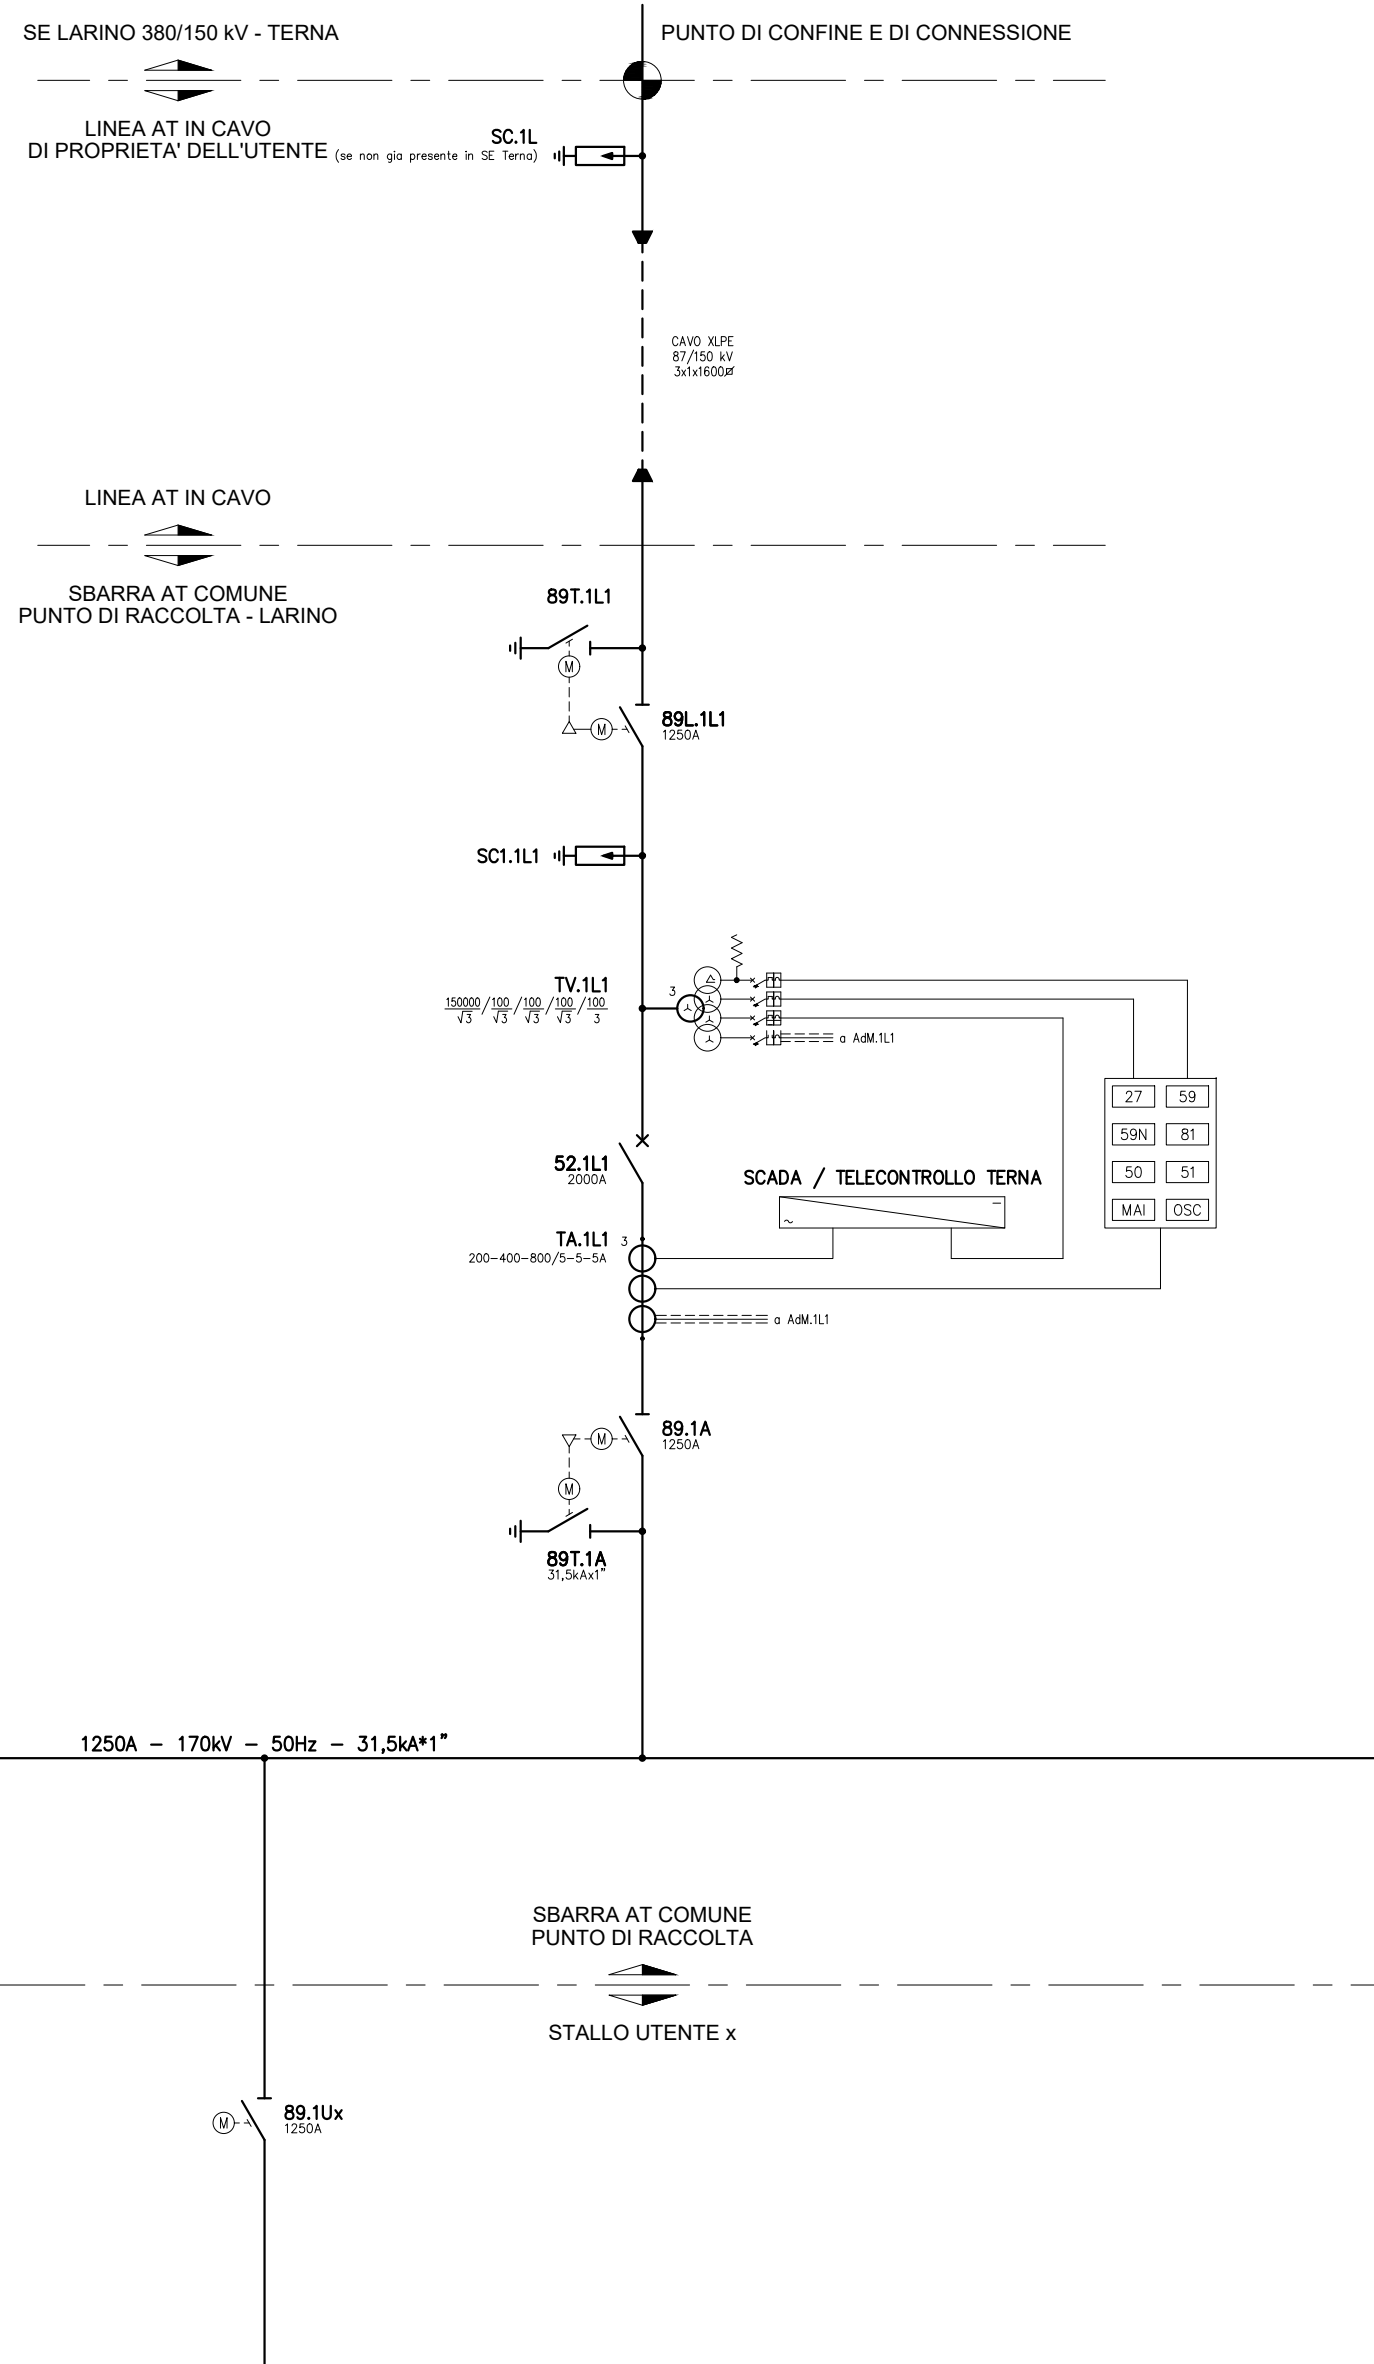 SE LARINO 380/150 kV - TERNA
PUNTO DI CONFINE E DI CONNESSIONE
LINEA AT IN CAVO
DI PROPRIETA' DELL'UTENTE
SC.1L
(se non gia presente in SE Terna)
CAVO XLPE
87/150 kV
3x1x1600
LINEA AT IN CAVO
SBARRA AT COMUNE
PUNTO DI RACCOLTA - LARINO
89T.1L1
M
M
89L.1L1
1250A
SC1.1L1
TV.1L1
150000/√3 / 100/√3 / 100/√3 / 100/√3 / 100/3
3
a AdM.1L1
27 59
59N 81
50 51
MAI OSC
52.1L1
2000A
SCADA / TELECONTROLLO TERNA
~ –
TA.1L1
3
200-400-800/5-5-5A
a AdM.1L1
89.1A
1250A
M
M
89T.1A
31,5kAx1"
1250A - 170kV - 50Hz - 31,5kA*1"
SBARRA AT COMUNE
PUNTO DI RACCOLTA
STALLO UTENTE x
89.1Ux
1250A
M